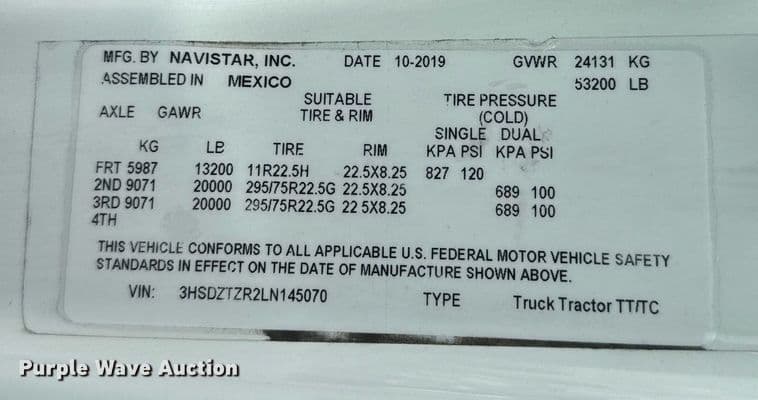 MFG. BY NAVISTAR, INC. DATE 10-2019 GVWR 24131 KG
ASSEMBLED IN MEXICO 53200 LB
SUITABLE TIRE PRESSURE
AXLE GAWR TIRE & RIM (COLD)
SINGLE DUAL
KG LB TIRE RIM KPA PSI KPA PSI
FRT 5987 13200 11R22.5H 22.5X8.25 827 120
2ND 9071 20000 295/75R22.5G 22.5X8.25 689 100
3RD 9071 20000 295/75R22.5G 22 5X8.25 689 100
4TH
THIS VEHICLE CONFORMS TO ALL APPLICABLE U.S. FEDERAL MOTOR VEHICLE SAFETY
STANDARDS IN EFFECT ON THE DATE OF MANUFACTURE SHOWN ABOVE.
VIN: 3HSDZTZR2LN145070 TYPE Truck Tractor TT/TC
Purple Wave Auction